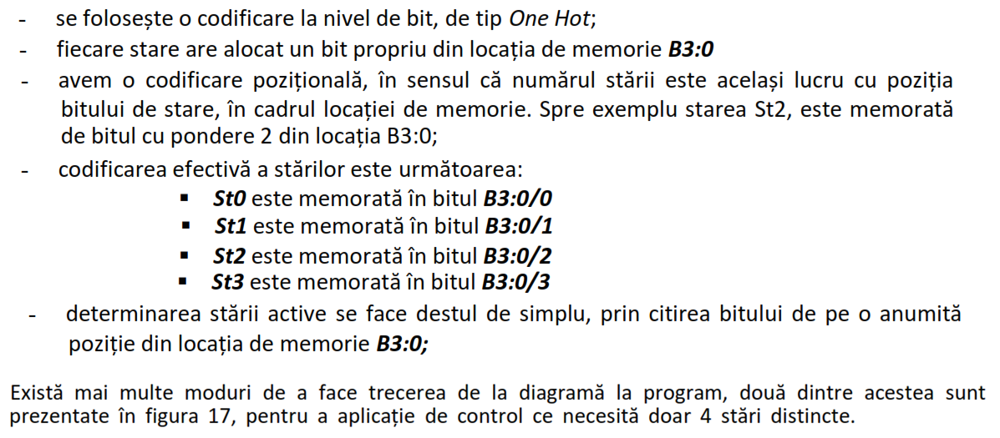 - se folosește o codificare la nivel de bit, de tip One Hot;
- fiecare stare are alocat un bit propriu din locația de memorie B3:0
- avem o codificare pozițională, în sensul că numărul stării este același lucru cu poziția
bitului de stare, în cadrul locației de memorie. Spre exemplu starea St2, este memorată
de bitul cu pondere 2 din locația B3:0;
- codificarea efectivă a stărilor este următoarea:
▪ St0 este memorată în bitul B3:0/0
▪ St1 este memorată în bitul B3:0/1
▪ St2 este memorată în bitul B3:0/2
▪ St3 este memorată în bitul B3:0/3
- determinarea stării active se face destul de simplu, prin citirea bitului de pe o anumită
poziție din locația de memorie B3:0;
Există mai multe moduri de a face trecerea de la diagramă la program, două dintre acestea sunt
prezentate în figura 17, pentru a aplicație de control ce necesită doar 4 stări distincte.